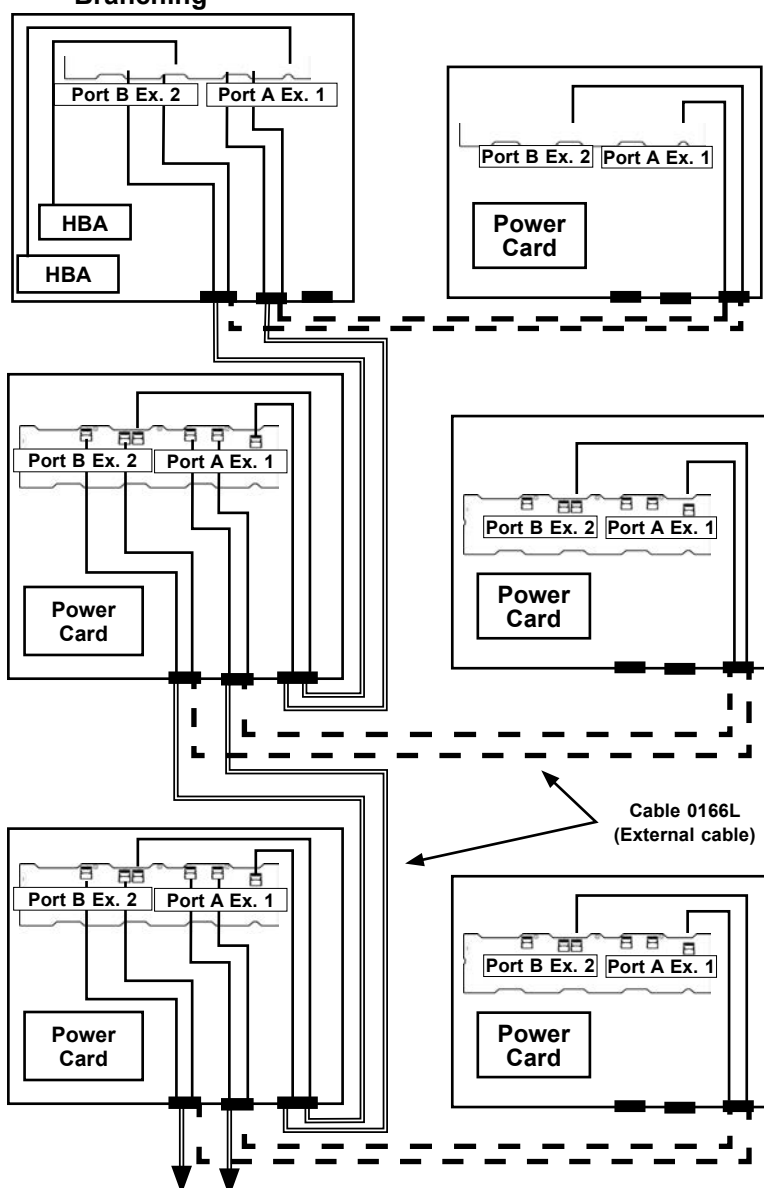 Branching
Port B Ex. 2
Port A Ex. 1
HBA
HBA
Port B Ex. 2
Port A Ex. 1
Power
Card
Port B Ex. 2
Port A Ex. 1
Power
Card
Port B Ex. 2
Port A Ex. 1
Power
Card
Cable 0166L
(External cable)
Port B Ex. 2
Port A Ex. 1
Power
Card
Port B Ex. 2
Port A Ex. 1
Power
Card